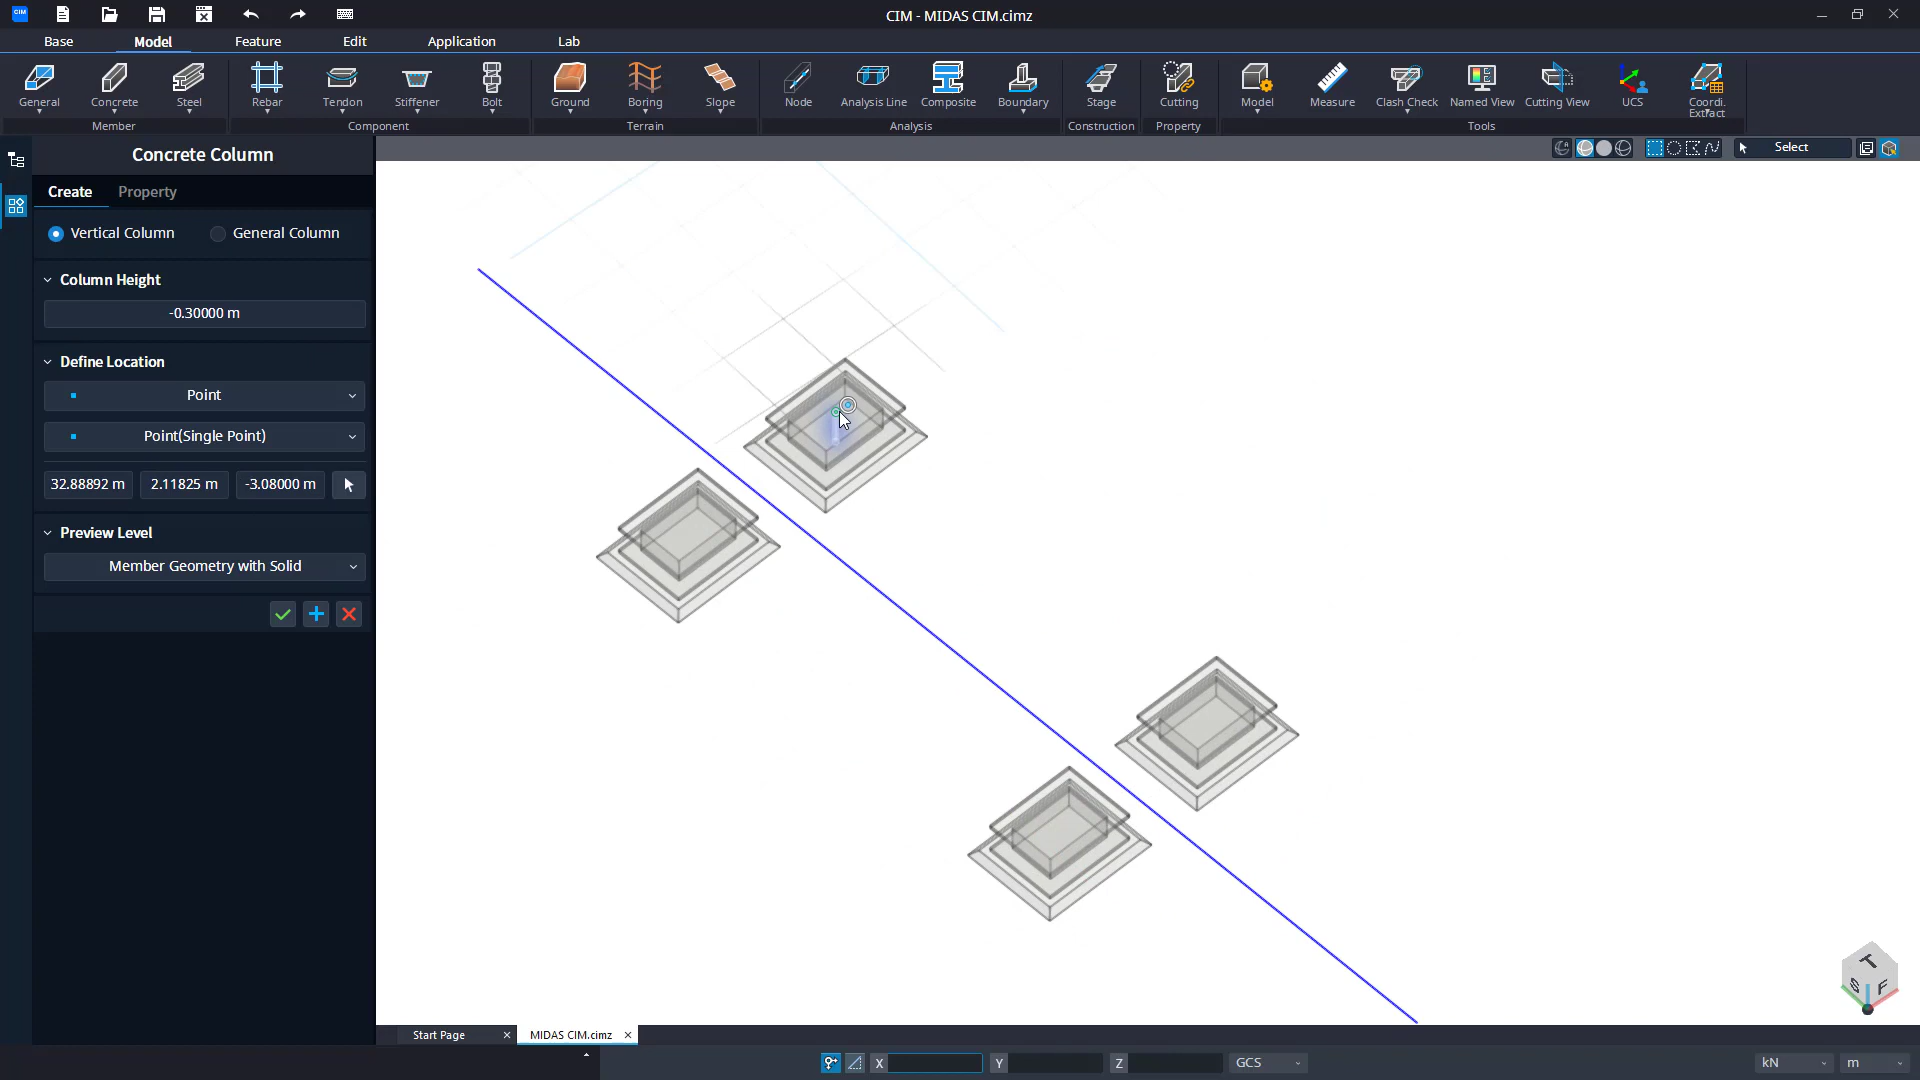 CIM
CIM - MIDAS CIM.cimz
Base
Model
Feature
Edit
Application
Lab
General
Concrete
Steel
Rebar
Tendon
Stiffener
Bolt
Ground
Boring
Slope
Node
Analysis Line
Composite
Boundary
Stage
Cutting
Model
Measure
Clash Check
Named View
Cutting View
UCS
Coordi.
Extract
Member
Component
Terrain
Analysis
Construction
Property
Tools
Select
Concrete Column
Create
Property
Vertical Column
General Column
Column Height
-0.30000 m
Define Location
Point
Point(Single Point)
32.88892 m
2.11825 m
-3.08000 m
Preview Level
Member Geometry with Solid
T
S
F
Start Page
MIDAS CIM.cimz
X
Y
Z
GCS
kN
m